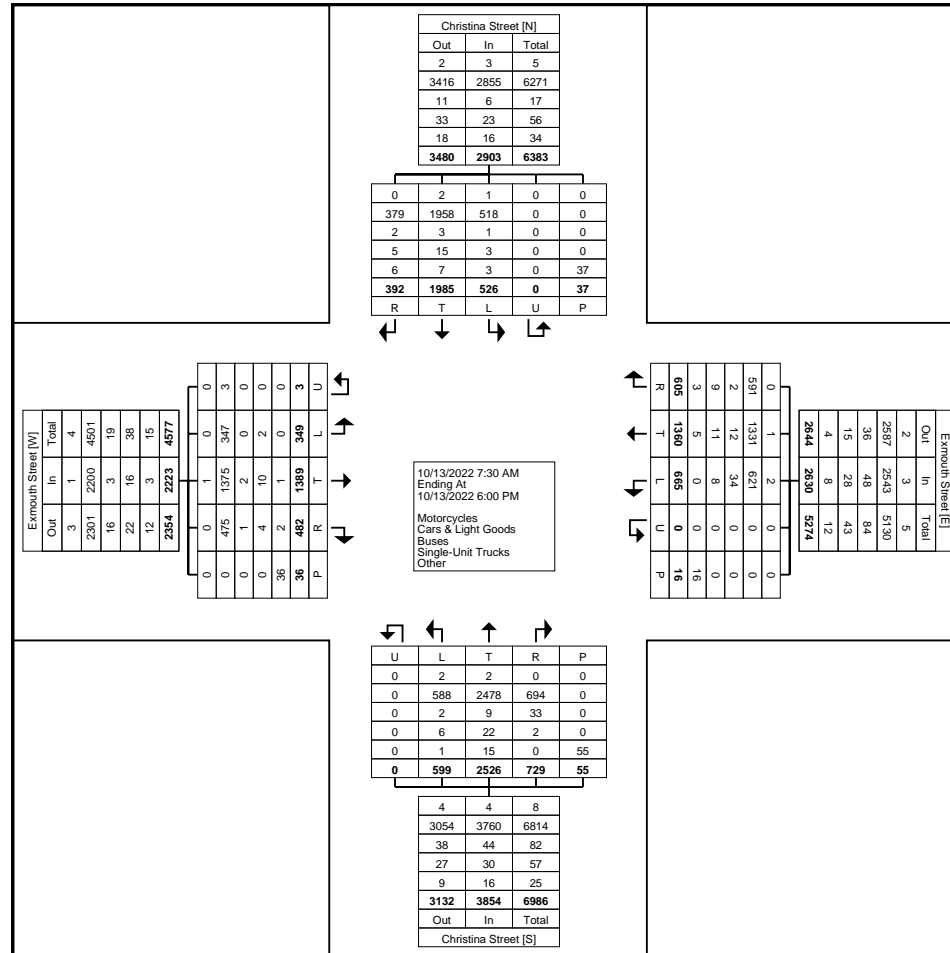 Christina Street [N]
Out In Total
2 3 5
3416 2855 6271
11 6 17
33 23 56
18 16 34
3480 2903 6383
0 2 1 0 0
379 1958 518 0 0
2 3 1 0 0
5 15 3 0 0
6 7 3 0 37
392 1985 526 0 37
R T L U P
Exmouth Street [W]
Out In Total
3 1 4
2301 2200 4501
16 3 19
22 16 38
12 3 15
2354 2223 4577
0 0 1 0 0
3 347 1375 475 0
0 0 2 1 0
0 2 10 4 0
0 0 1 2 36
3 349 1389 482 36
U L T R P
10/13/2022 7:30 AM
Ending At
10/13/2022 6:00 PM
Motorcycles
Cars & Light Goods
Buses
Single-Unit Trucks
Other
Exmouth Street [E]
Out In Total
2 3 5
2587 2543 5130
36 48 84
15 28 43
4 8 12
2644 2630 5274
0 1 2 0 0
591 1331 621 0 0
2 12 34 0 0
9 11 8 0 0
3 5 0 0 16
605 1360 665 0 16
R T L U P
U L T R P
0 2 2 0 0
0 588 2478 694 0
0 2 9 33 0
0 6 22 2 0
0 1 15 0 55
0 599 2526 729 55
4 4 8
3054 3760 6814
38 44 82
27 30 57
9 16 25
3132 3854 6986
Out In Total
Christina Street [S]